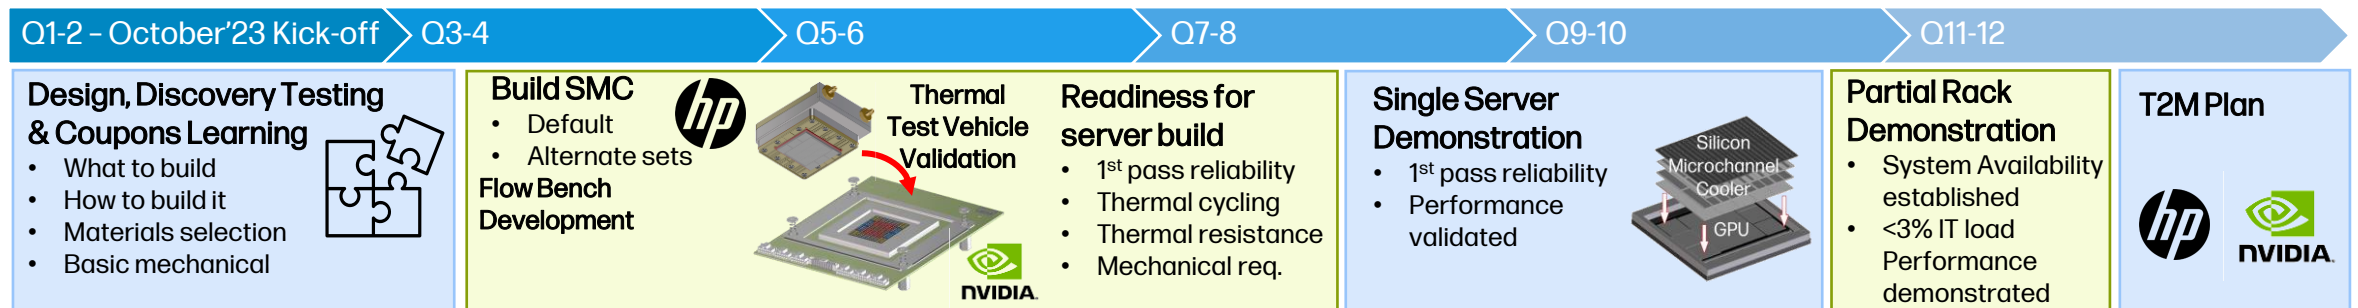 Q1-2 – October’23 Kick-off
Q3-4
Q5-6
Q7-8
Q9-10
Q11-12
Design, Discovery Testing
& Coupons Learning
• What to build
• How to build it
• Materials selection
• Basic mechanical
Build SMC
• Default
• Alternate sets
Flow Bench
Development
hp
Thermal
Test Vehicle
Validation
NVIDIA.
Readiness for
server build
• 1st pass reliability
• Thermal cycling
• Thermal resistance
• Mechanical req.
Single Server
Demonstration
• 1st pass reliability
• Performance
validated
Silicon
Microchannel
Cooler
GPU
Partial Rack
Demonstration
• System Availability
established
• <3% IT load
Performance
demonstrated
T2M Plan
hp
NVIDIA.